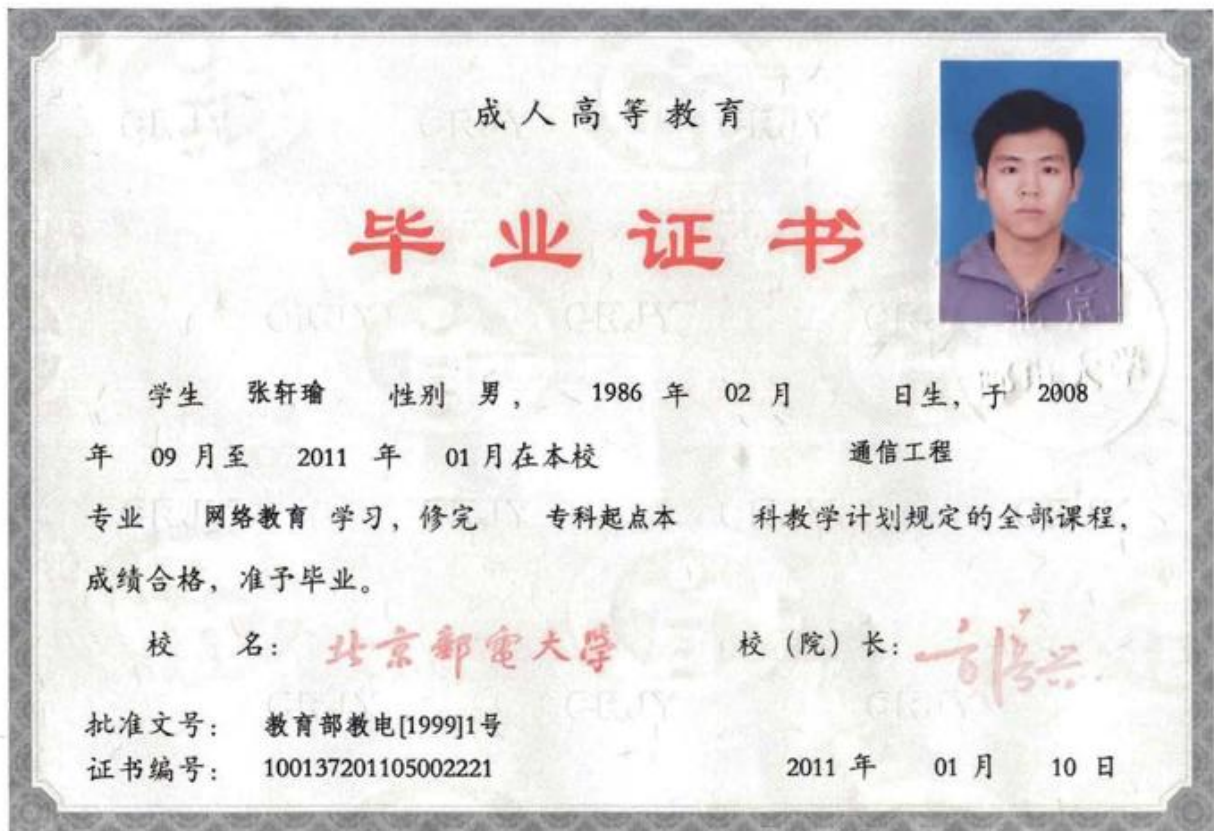 成人高等教育
毕业证书
学生 张轩瑜 性别 男， 1986 年 02 月 日生，于 2008
年 09 月至 2011 年 01 月在本校 通信工程
专业 网络教育 学习，修完 专科起点本 科教学计划规定的全部课程，
成绩合格，准予毕业。
校 名： 北京郵電大學 校（院）长：
批准文号： 教育部教电[1999]1号
证书编号： 100137201105002221 2011 年 01 月 10 日